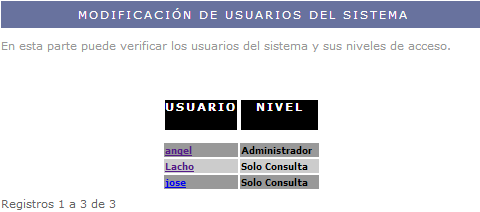 MODIFICACIÓN DE USUARIOS DEL SISTEMA
En esta parte puede verificar los usuarios del sistema y sus niveles de acceso.
USUARIO NIVEL
angel Administrador
Lacho Solo Consulta
jose Solo Consulta
Registros 1 a 3 de 3